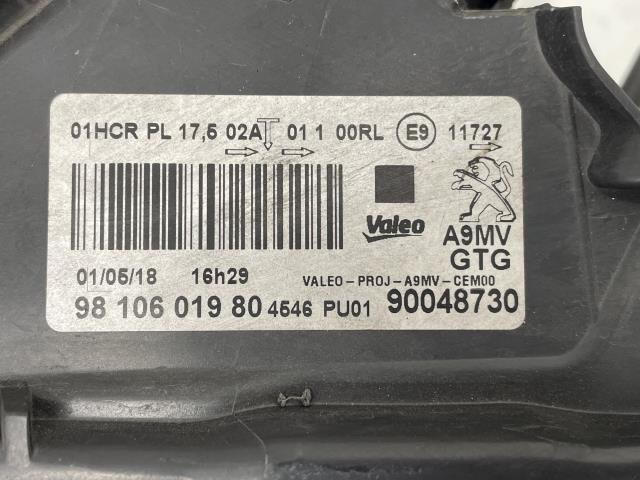 01HCR PL 17,5 02A 01 1 00RL E9 11727
Valeo
A9MV
GTG
01/05/18 16h29 VALEO-PROJ-A9MV-CEM00
98 106 019 80 4546 PU01 90048730